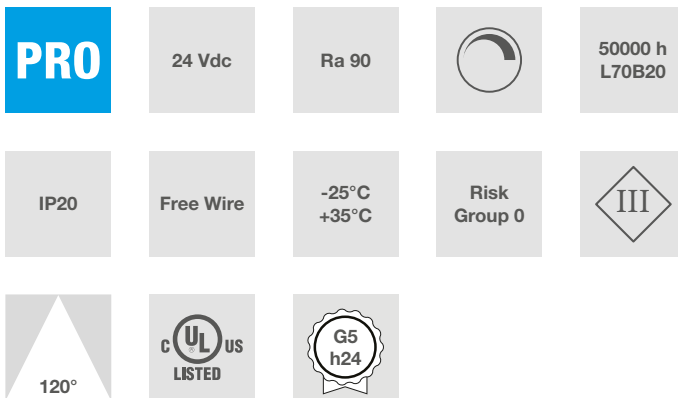 PRO
24 Vdc
Ra 90
50000 h
L70B20
IP20
Free Wire
-25°C
+35°C
Risk
Group 0
III
120°
C UL US
®
LISTED
G5
h24